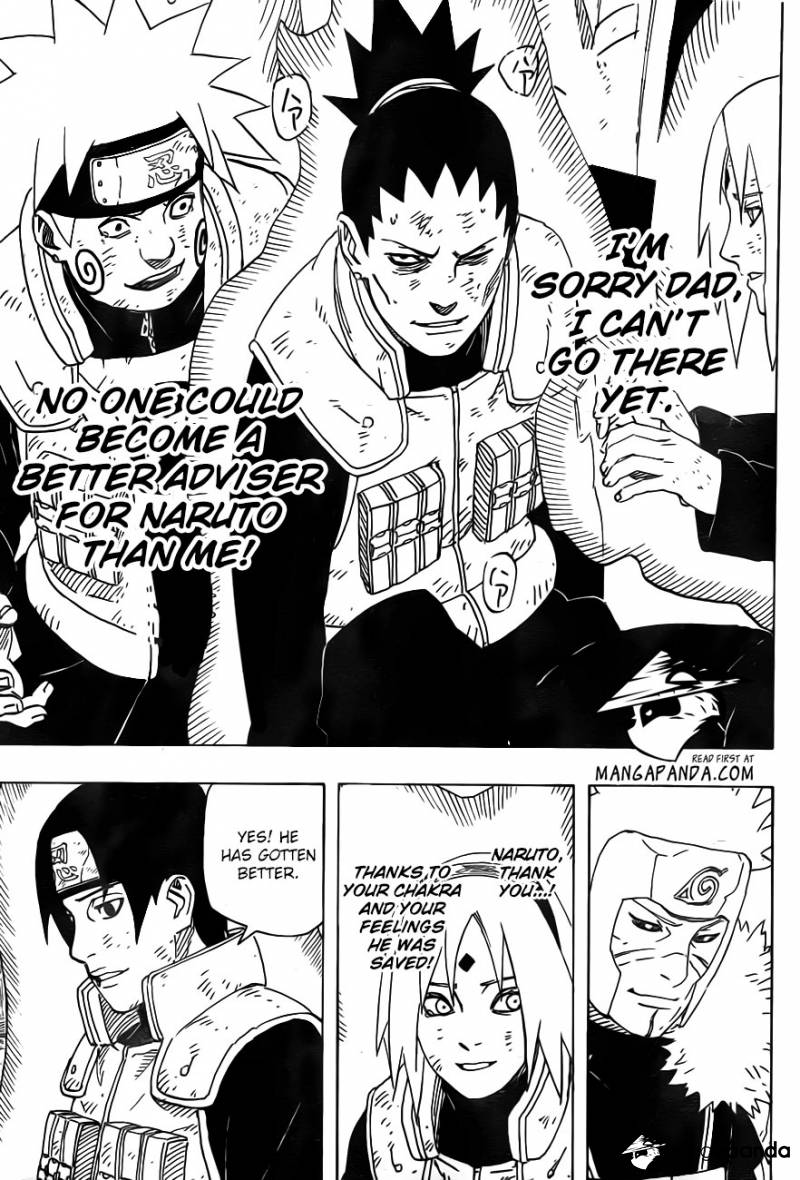 I'M
SORRY DAD,
I CAN'T
GO THERE
YET.
NO ONE COULD
BECOME A
BETTER ADVISER
FOR NARUTO
THAN ME!
忍
READ FIRST AT
MANGAPANDA.COM
YES! HE
HAS GOTTEN
BETTER.
忍
NARUTO,
THANK
YOU...!
THANKS TO
YOUR CHAKRA
AND YOUR
FEELINGS
HE WAS
SAVED!